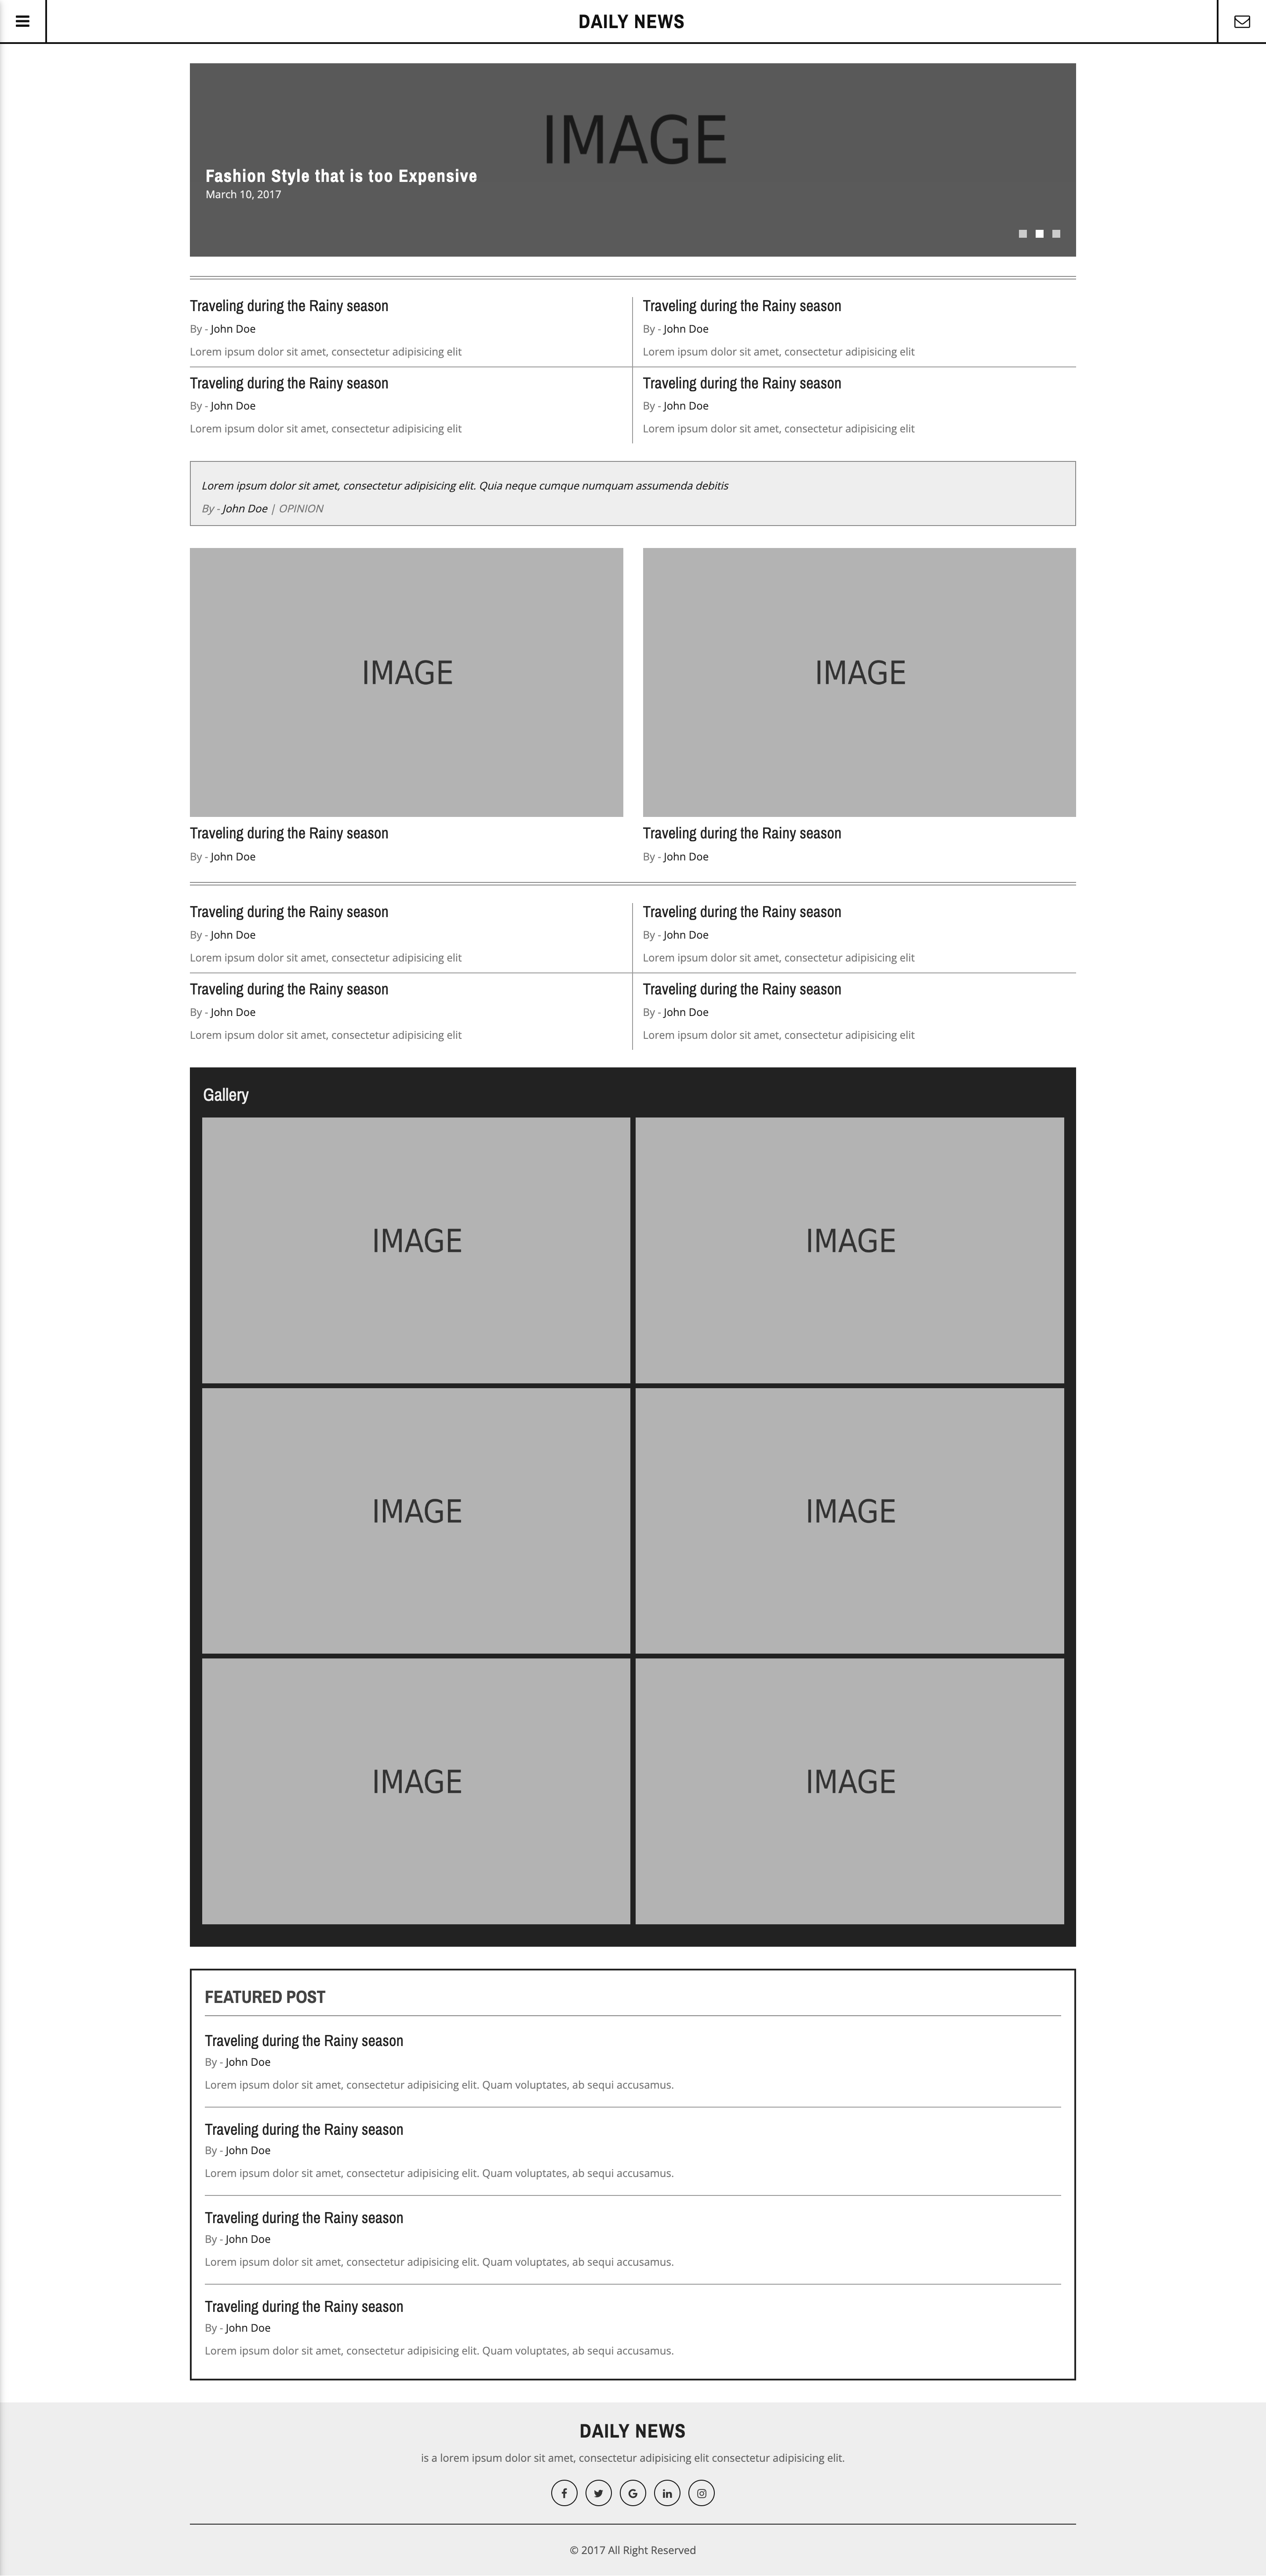 DAILY NEWS
IMAGE
Fashion Style that is too Expensive
March 10, 2017
Traveling during the Rainy season
By - John Doe
Lorem ipsum dolor sit amet, consectetur adipisicing elit
Traveling during the Rainy season
By - John Doe
Lorem ipsum dolor sit amet, consectetur adipisicing elit
Traveling during the Rainy season
By - John Doe
Lorem ipsum dolor sit amet, consectetur adipisicing elit
Traveling during the Rainy season
By - John Doe
Lorem ipsum dolor sit amet, consectetur adipisicing elit
Lorem ipsum dolor sit amet, consectetur adipisicing elit. Quia neque cumque numquam assumenda debitis
By - John Doe | OPINION
IMAGE
Traveling during the Rainy season
By - John Doe
IMAGE
Traveling during the Rainy season
By - John Doe
Traveling during the Rainy season
By - John Doe
Lorem ipsum dolor sit amet, consectetur adipisicing elit
Traveling during the Rainy season
By - John Doe
Lorem ipsum dolor sit amet, consectetur adipisicing elit
Traveling during the Rainy season
By - John Doe
Lorem ipsum dolor sit amet, consectetur adipisicing elit
Traveling during the Rainy season
By - John Doe
Lorem ipsum dolor sit amet, consectetur adipisicing elit
Gallery
IMAGE
IMAGE
IMAGE
IMAGE
IMAGE
IMAGE
FEATURED POST
Traveling during the Rainy season
By - John Doe
Lorem ipsum dolor sit amet, consectetur adipisicing elit. Quam voluptates, ab sequi accusamus.
Traveling during the Rainy season
By - John Doe
Lorem ipsum dolor sit amet, consectetur adipisicing elit. Quam voluptates, ab sequi accusamus.
Traveling during the Rainy season
By - John Doe
Lorem ipsum dolor sit amet, consectetur adipisicing elit. Quam voluptates, ab sequi accusamus.
Traveling during the Rainy season
By - John Doe
Lorem ipsum dolor sit amet, consectetur adipisicing elit. Quam voluptates, ab sequi accusamus.
DAILY NEWS
is a lorem ipsum dolor sit amet, consectetur adipisicing elit consectetur adipisicing elit.
© 2017 All Right Reserved